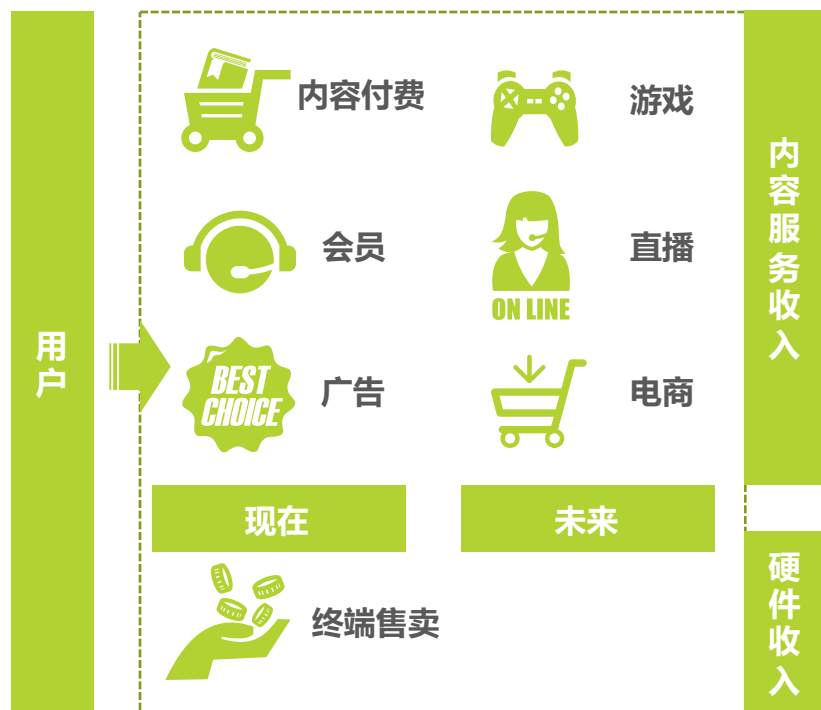 用户
内容付费
游戏
会员
直播
ON LINE
BEST
CHOICE
广告
电商
现在
未来
终端售卖
内容服务收入
硬件收入